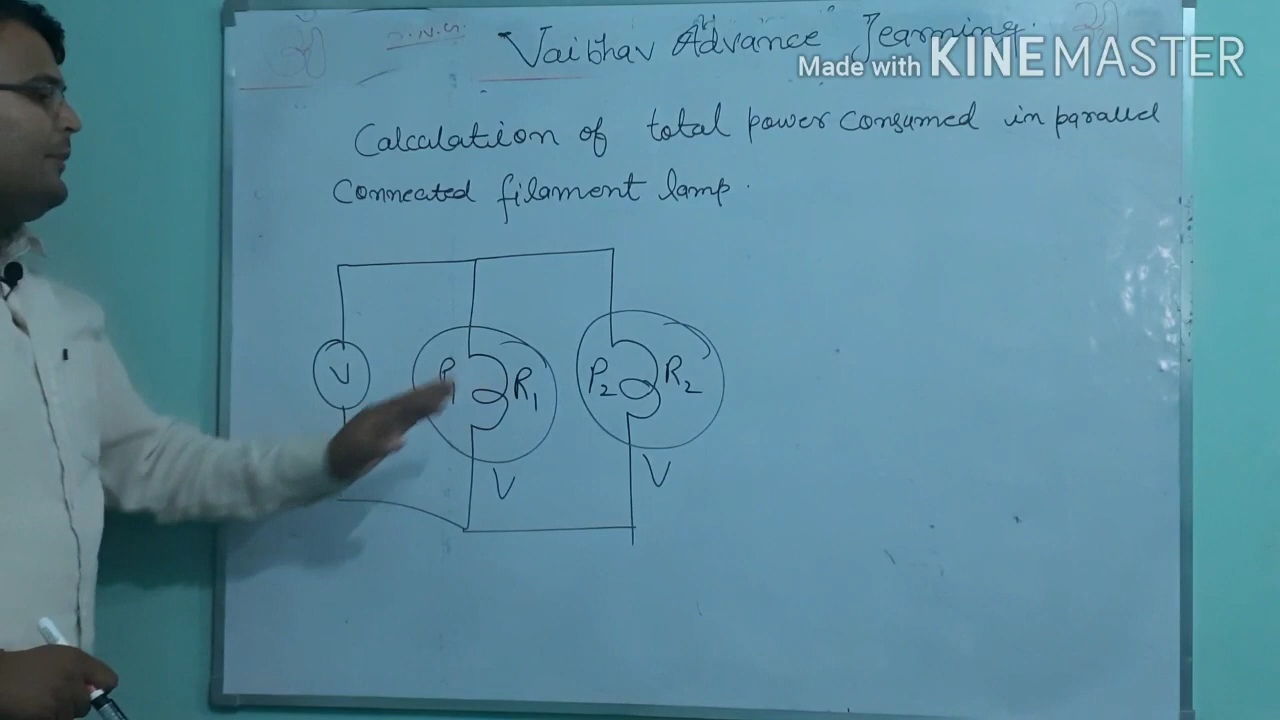 Vaibhav Advance Learning.
Made with KINEMASTER
Calculation of total power consumed in parallel
Connected filament lamp.
V
P1 R1
P2 R2
V
V